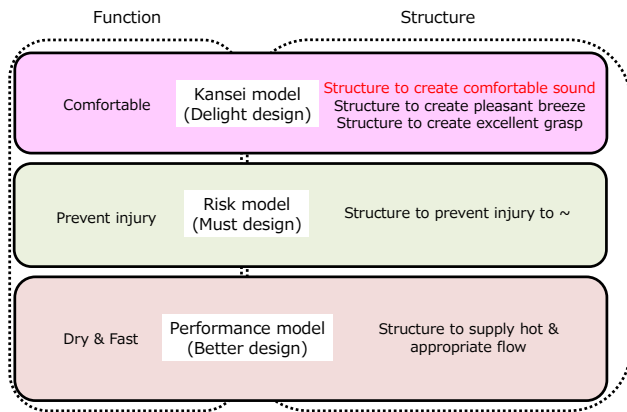 Function
Structure
Comfortable
Kansei model
(Delight design)
Structure to create comfortable sound
Structure to create pleasant breeze
Structure to create excellent grasp
Prevent injury
Risk model
(Must design)
Structure to prevent injury to ~
Dry & Fast
Performance model
(Better design)
Structure to supply hot &
appropriate flow